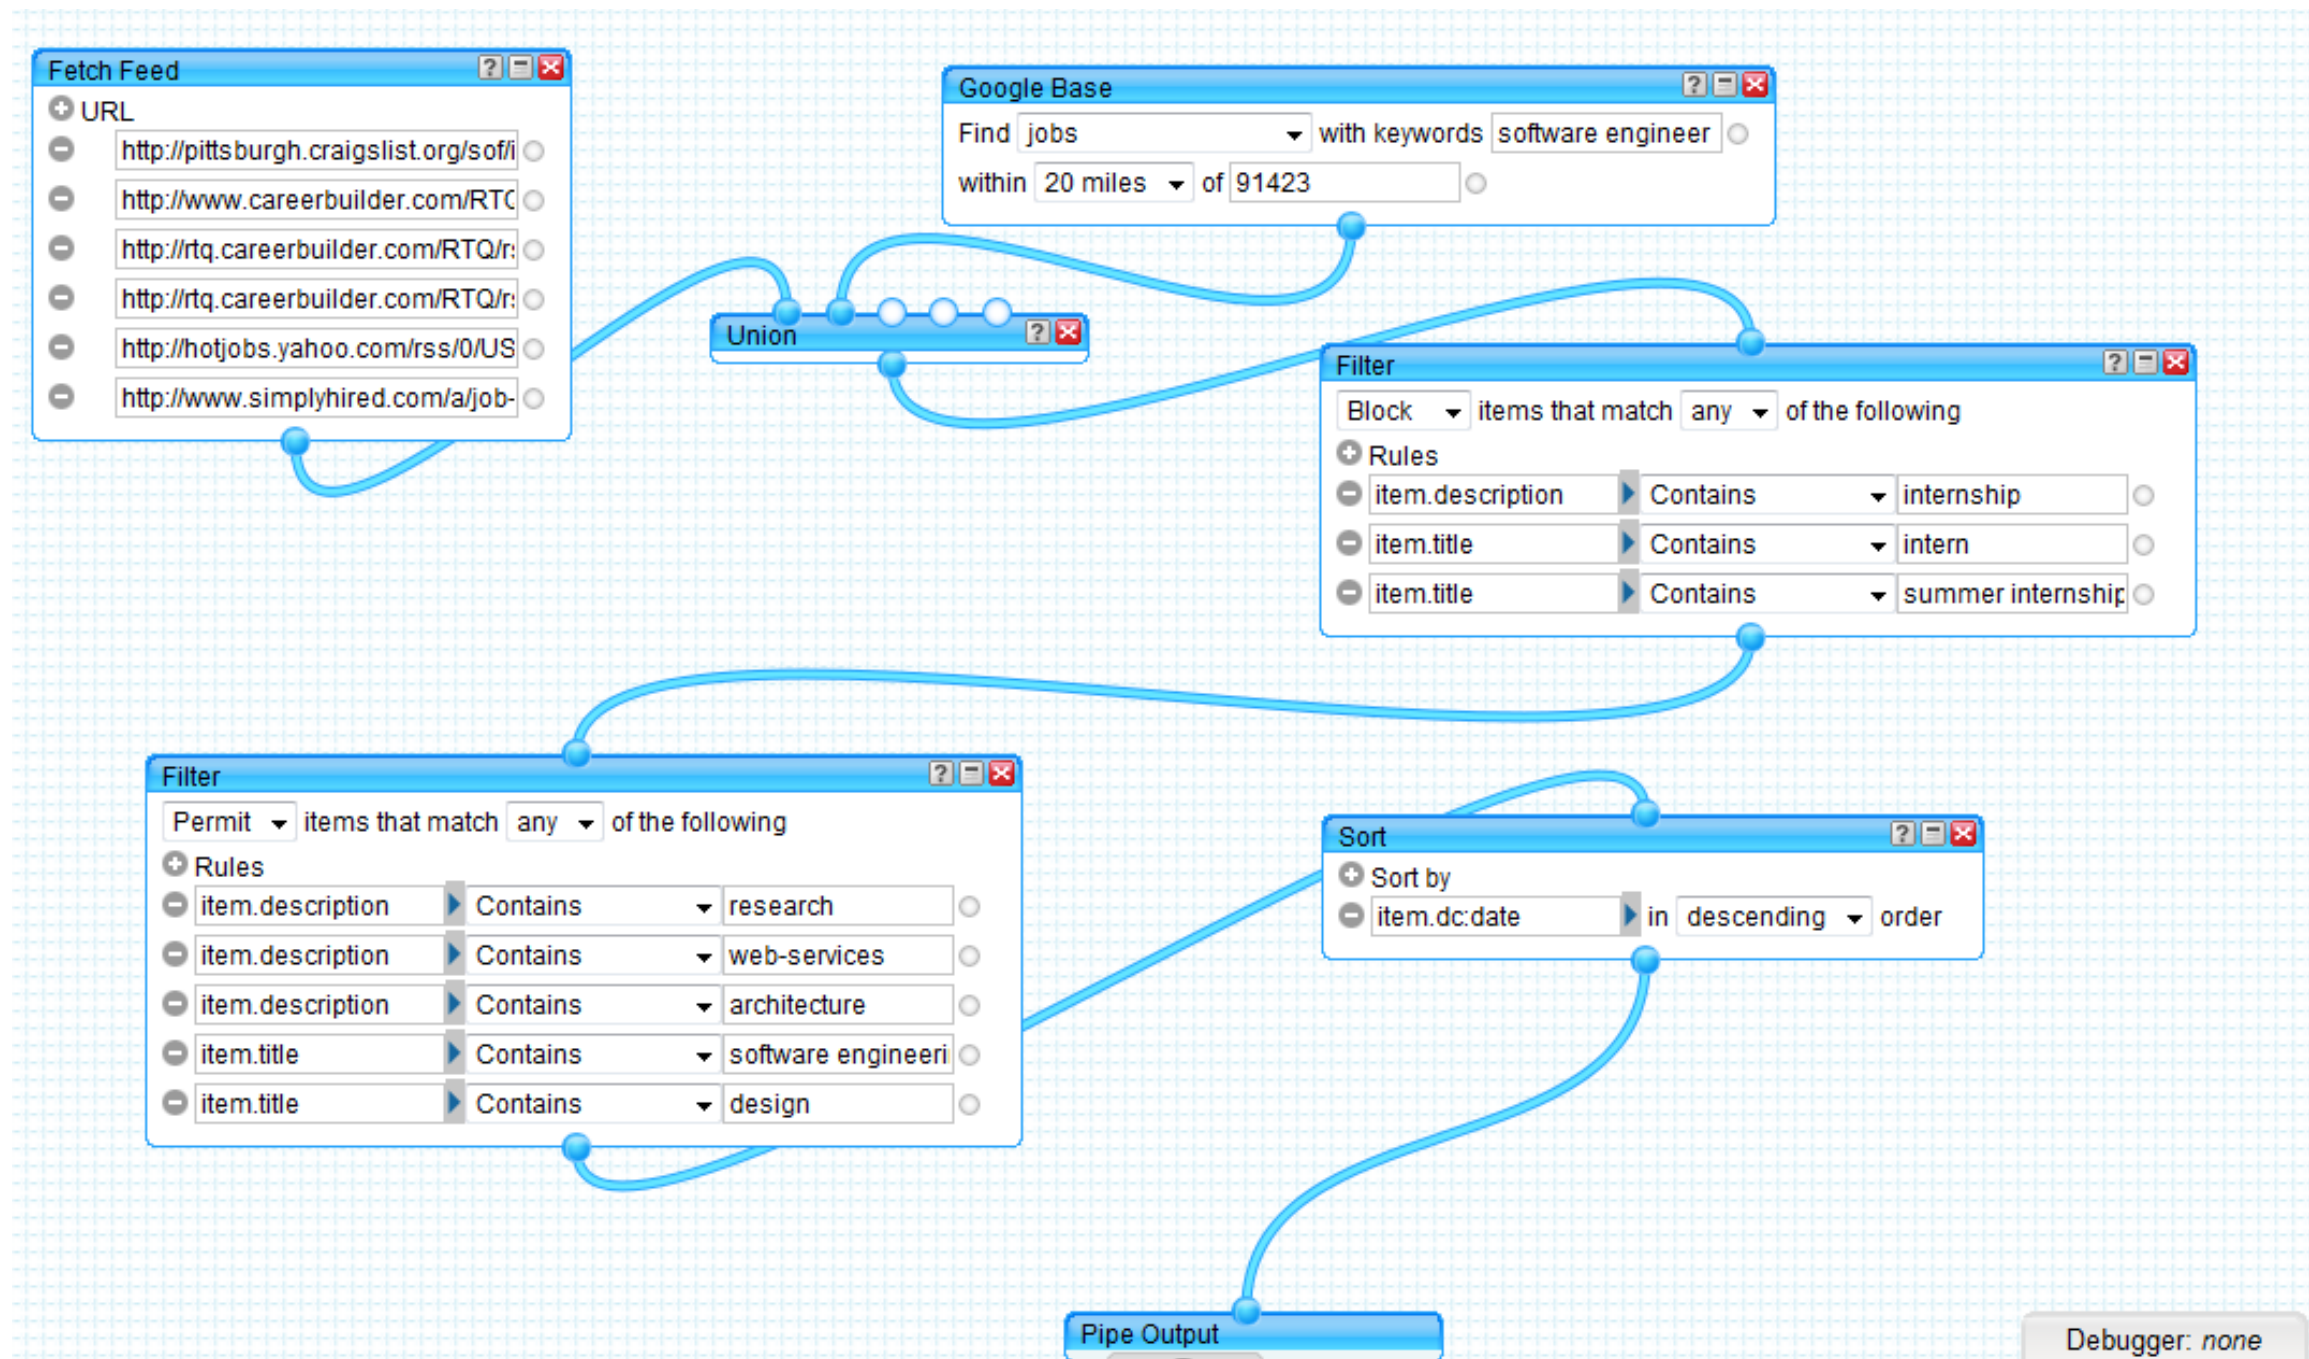 Fetch Feed
URL
http://pittsburgh.craigslist.org/sof/i
http://www.careerbuilder.com/RTQ
http://rtq.careerbuilder.com/RTQ/r
http://rtq.careerbuilder.com/RTQ/r
http://hotjobs.yahoo.com/rss/0/US
http://www.simplyhired.com/a/job-
Google Base
Find jobs with keywords software engineer
within 20 miles of 91423
Union
Filter
Block items that match any of the following
Rules
item.description Contains internship
item.title Contains intern
item.title Contains summer internship
Filter
Permit items that match any of the following
Rules
item.description Contains research
item.description Contains web-services
item.description Contains architecture
item.title Contains software engineeri
item.title Contains design
Sort
Sort by
item.dc:date in descending order
Pipe Output
Debugger: none